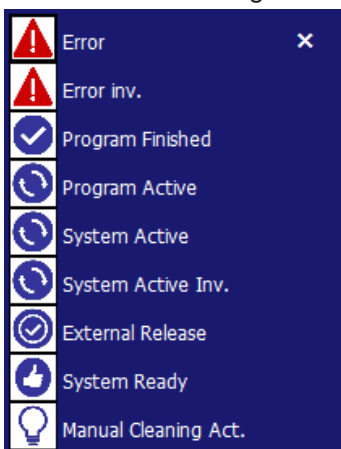 Error
Error inv.
Program Finished
Program Active
System Active
System Active Inv.
External Release
System Ready
Manual Cleaning Act.